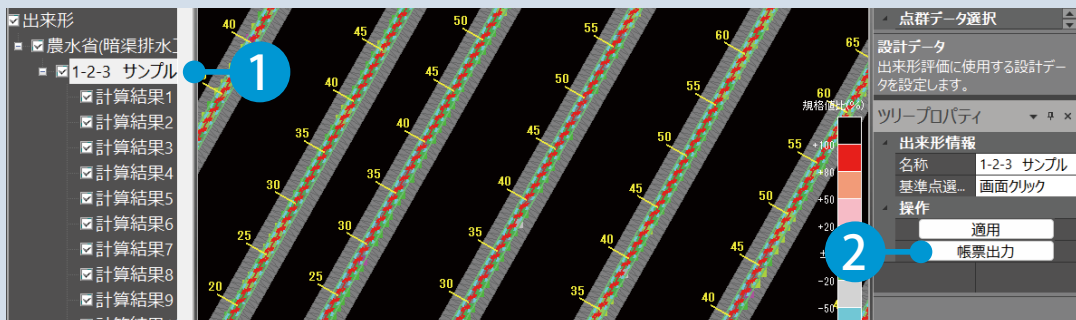 出来形
農水省(暗渠排水工
1-2-3 サンプル
計算結果1
計算結果2
計算結果3
計算結果4
計算結果5
計算結果6
計算結果7
計算結果8
計算結果9
1
40
45
50
55
60
65
40
45
50
55
60
35
40
45
50
55
30
35
40
45
50
25
30
35
40
45
20
25
30
35
40
規格値比(%)
+100
+80
+50
+20
-20
-50
点群データ選択
設計データ
出来形評価に使用する設計デー
タを設定します。
ツリープロパティ
出来形情報
名称 1-2-3 サンプル
基準点選... 画面クリック
操作
適用
2
帳票出力